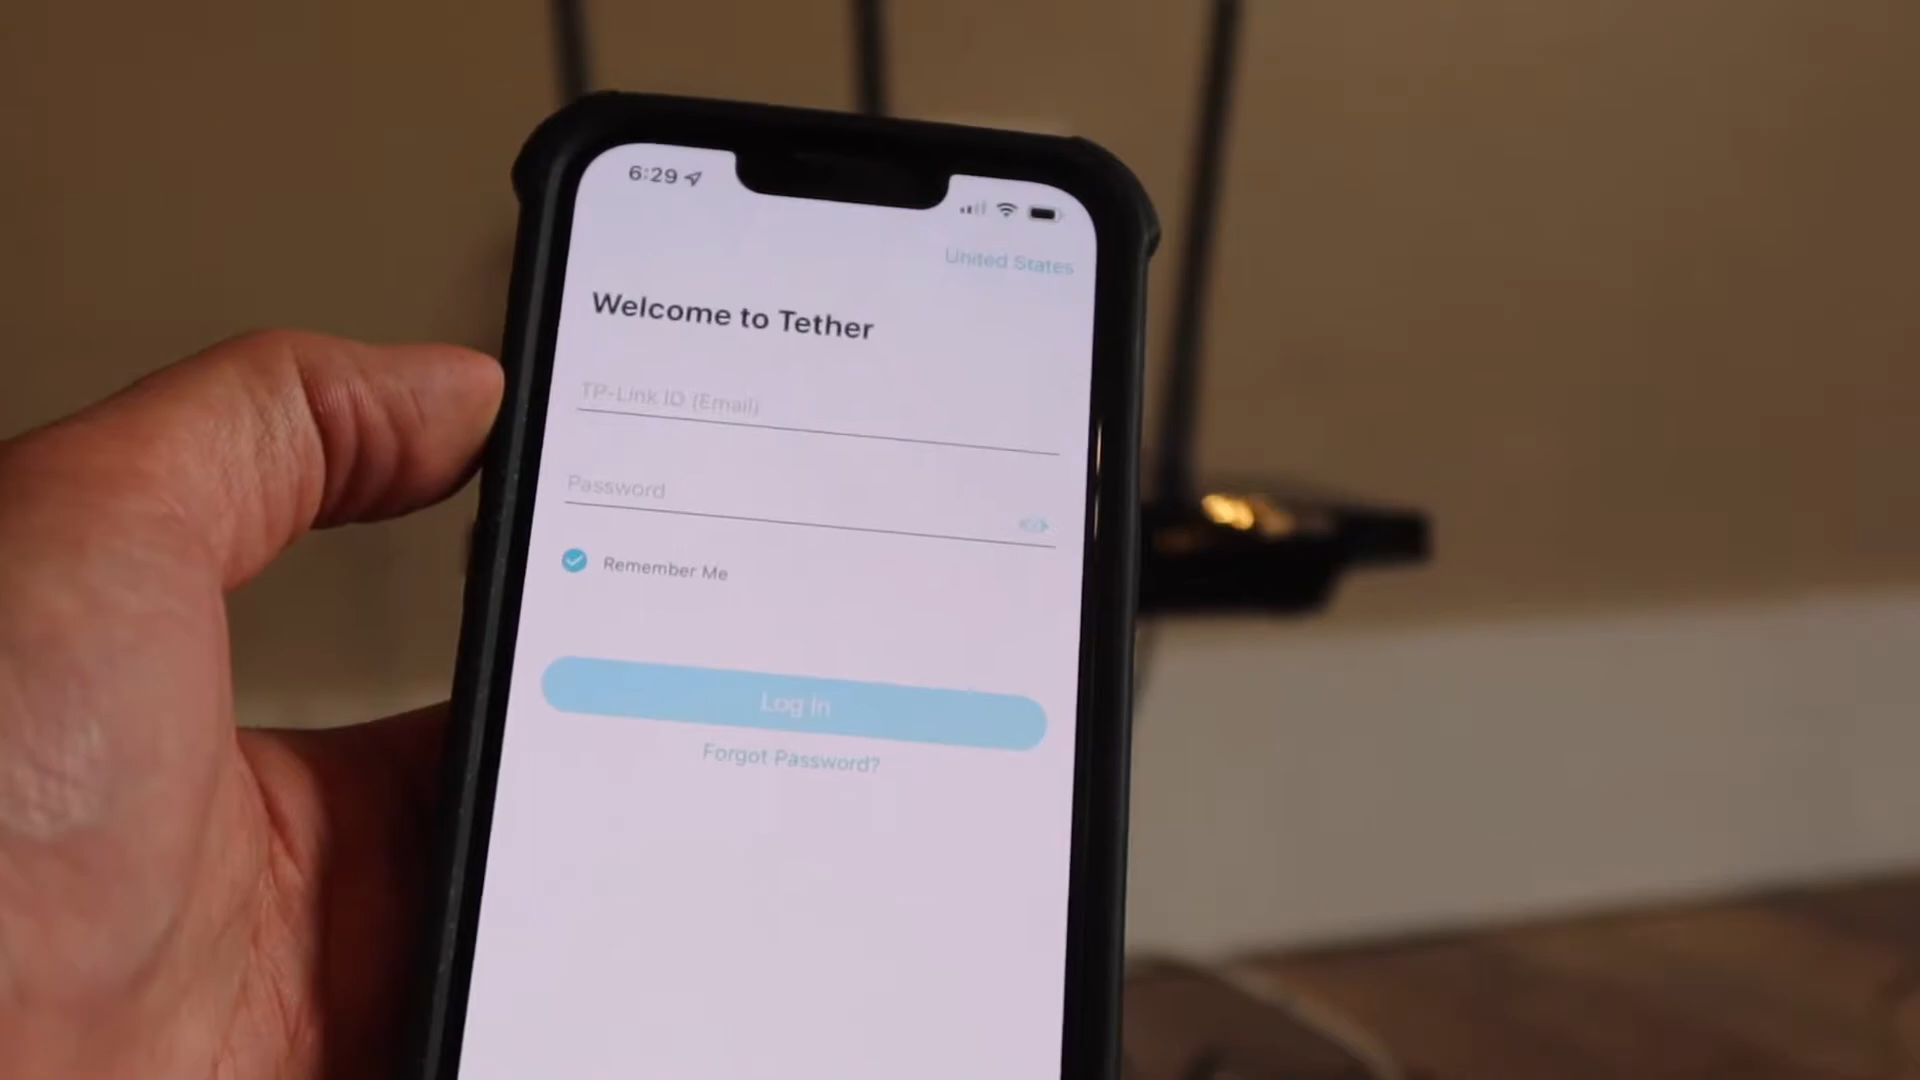 6:29
United States
Welcome to Tether
TP-Link ID (Email)
Password
Remember Me
Log In
Forgot Password?